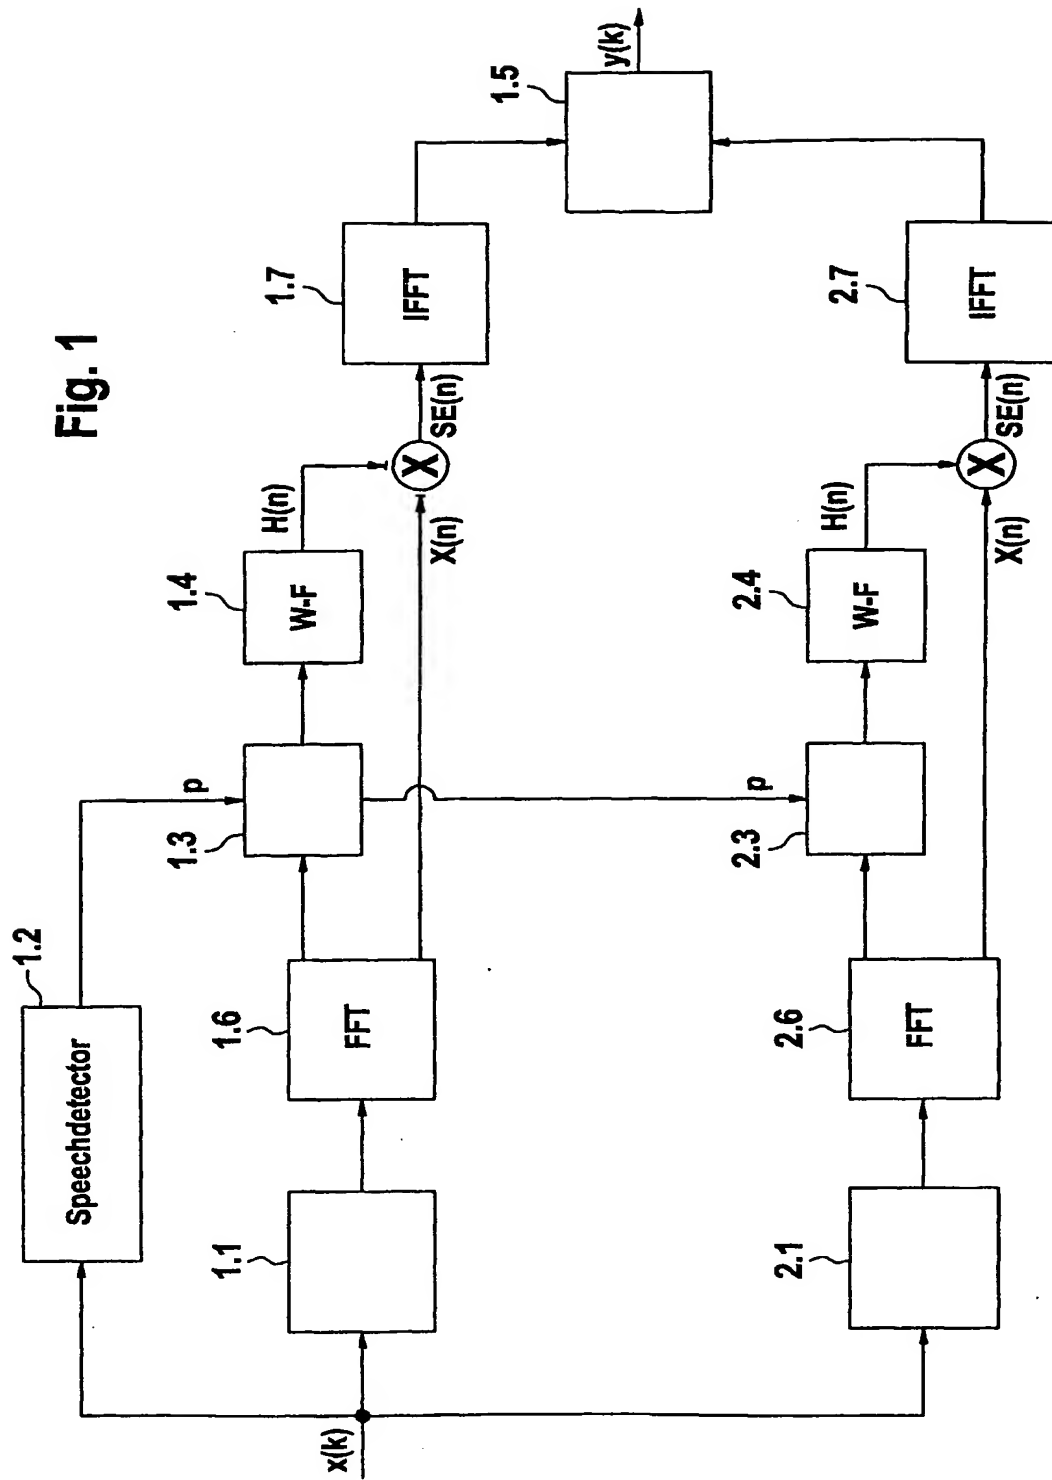 Fig. 1
1.2
Speechdetector
x(k)
1.1
1.6
FFT
1.3
p
1.4
W-F
H(n)
X(n)
X
SE(n)
1.7
IFFT
1.5
y(k)
2.1
2.6
FFT
2.3
p
2.4
W-F
H(n)
X(n)
X
SE(n)
2.7
IFFT